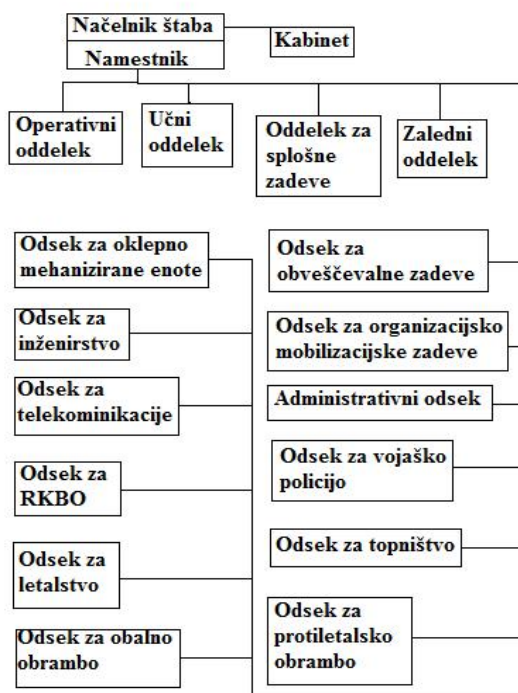 Načelnik štaba
Kabinet
Namestnik
Operativni
oddelek
Učni
oddelek
Oddelek za
splošne
zadeve
Zaledni
oddelek
Odsek za oklepno
mehanizirane enote
Odsek za
inženirstvo
Odsek za
telekominikacije
Odsek za
RKBO
Odsek za
letalstvo
Odsek za obalno
obrambo
Odsek za
obveščevalne zadeve
Odsek za organizacijsko
mobilizacijske zadeve
Administrativni odsek
Odsek za vojaško
policijo
Odsek za topništvo
Odsek za
protiletalsko
obrambo